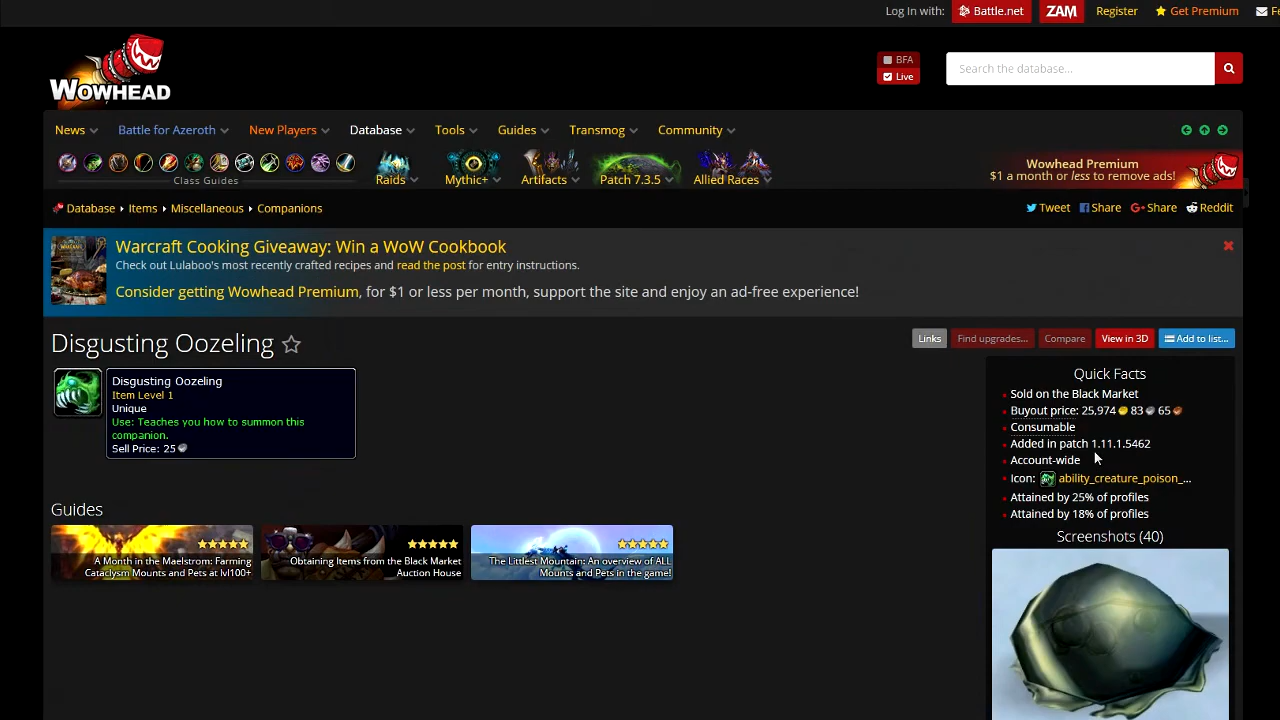 Log In with: Battle.net ZAM Register Get Premium Fe
WOWHEAD
BFA
Live
Search the database...
News Battle for Azeroth New Players Database Tools Guides Transmog Community
Class Guides
Raids Mythic+ Artifacts Patch 7.3.5 Allied Races
Wowhead Premium
$1 a month or less to remove ads!
Database Items Miscellaneous Companions
Tweet Share Share Reddit
Warcraft Cooking Giveaway: Win a WoW Cookbook
Check out Lulaboo's most recently crafted recipes and read the post for entry instructions.
Consider getting Wowhead Premium, for $1 or less per month, support the site and enjoy an ad-free experience!
Disgusting Oozeling
Links Find upgrades... Compare View in 3D Add to list...
Disgusting Oozeling
Item Level 1
Unique
Use: Teaches you how to summon this
companion.
Sell Price: 25
Quick Facts
Sold on the Black Market
Buyout price: 25,974 83 65
Consumable
Added in patch 1.11.1.5462
Account-wide
Icon: ability_creature_poison_...
Attained by 25% of profiles
Attained by 18% of profiles
Screenshots (40)
Guides
A Month in the Maelstrom: Farming
Cataclysm Mounts and Pets at lvl100+
Obtaining Items from the Black Market
Auction House
The Littlest Mountain: An overview of ALL
Mounts and Pets in the game!